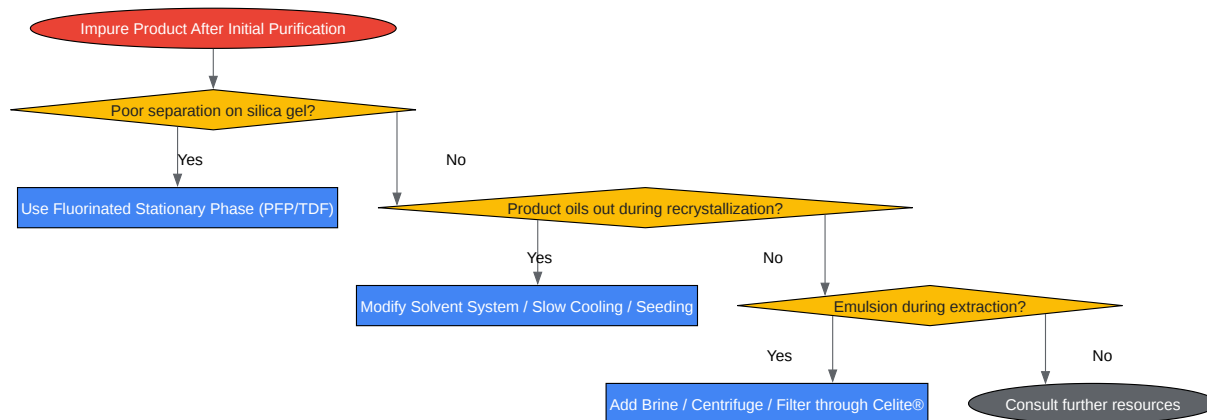 Impure Product After Initial Purification
Poor separation on silica gel?
Yes
No
Use Fluorinated Stationary Phase (PFP/TDF)
Product oils out during recrystallization?
Yes
No
Modify Solvent System / Slow Cooling / Seeding
Emulsion during extraction?
Yes
No
Add Brine / Centrifuge / Filter through Celite®
Consult further resources